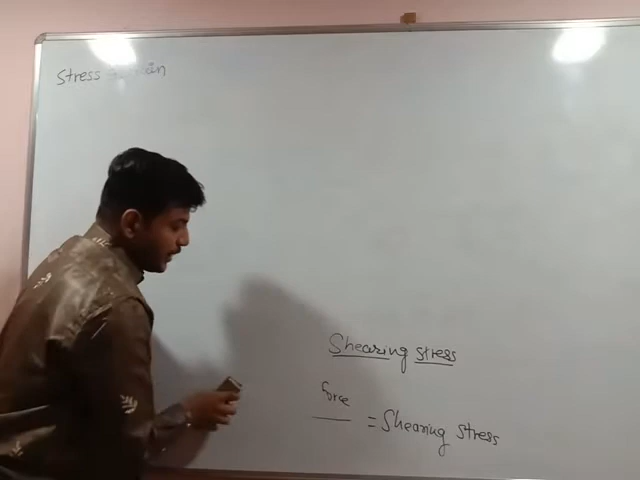 Stress
Shearing stress
force
= Shearing stress